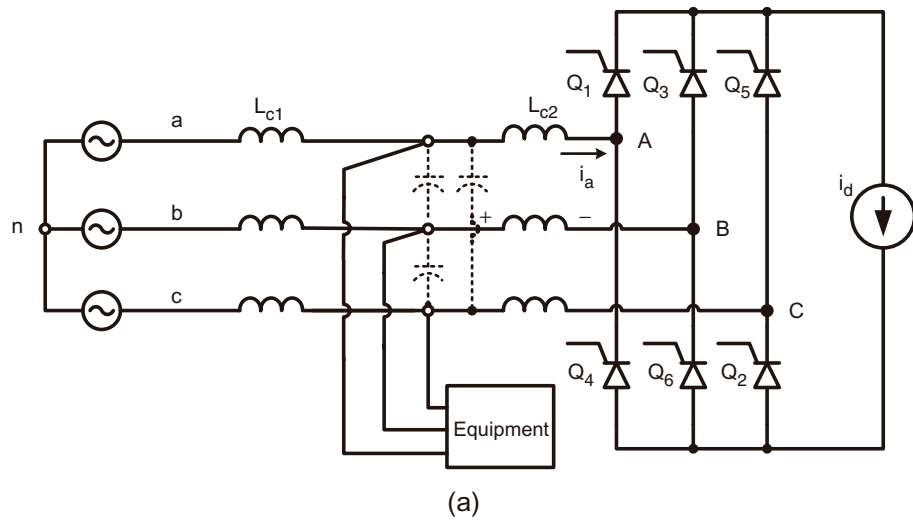 Q1 Q3 Q5
a Lc1 Lc2
A
ia
id
n b + − B
c
C
Q4 Q6 Q2
Equipment
(a)